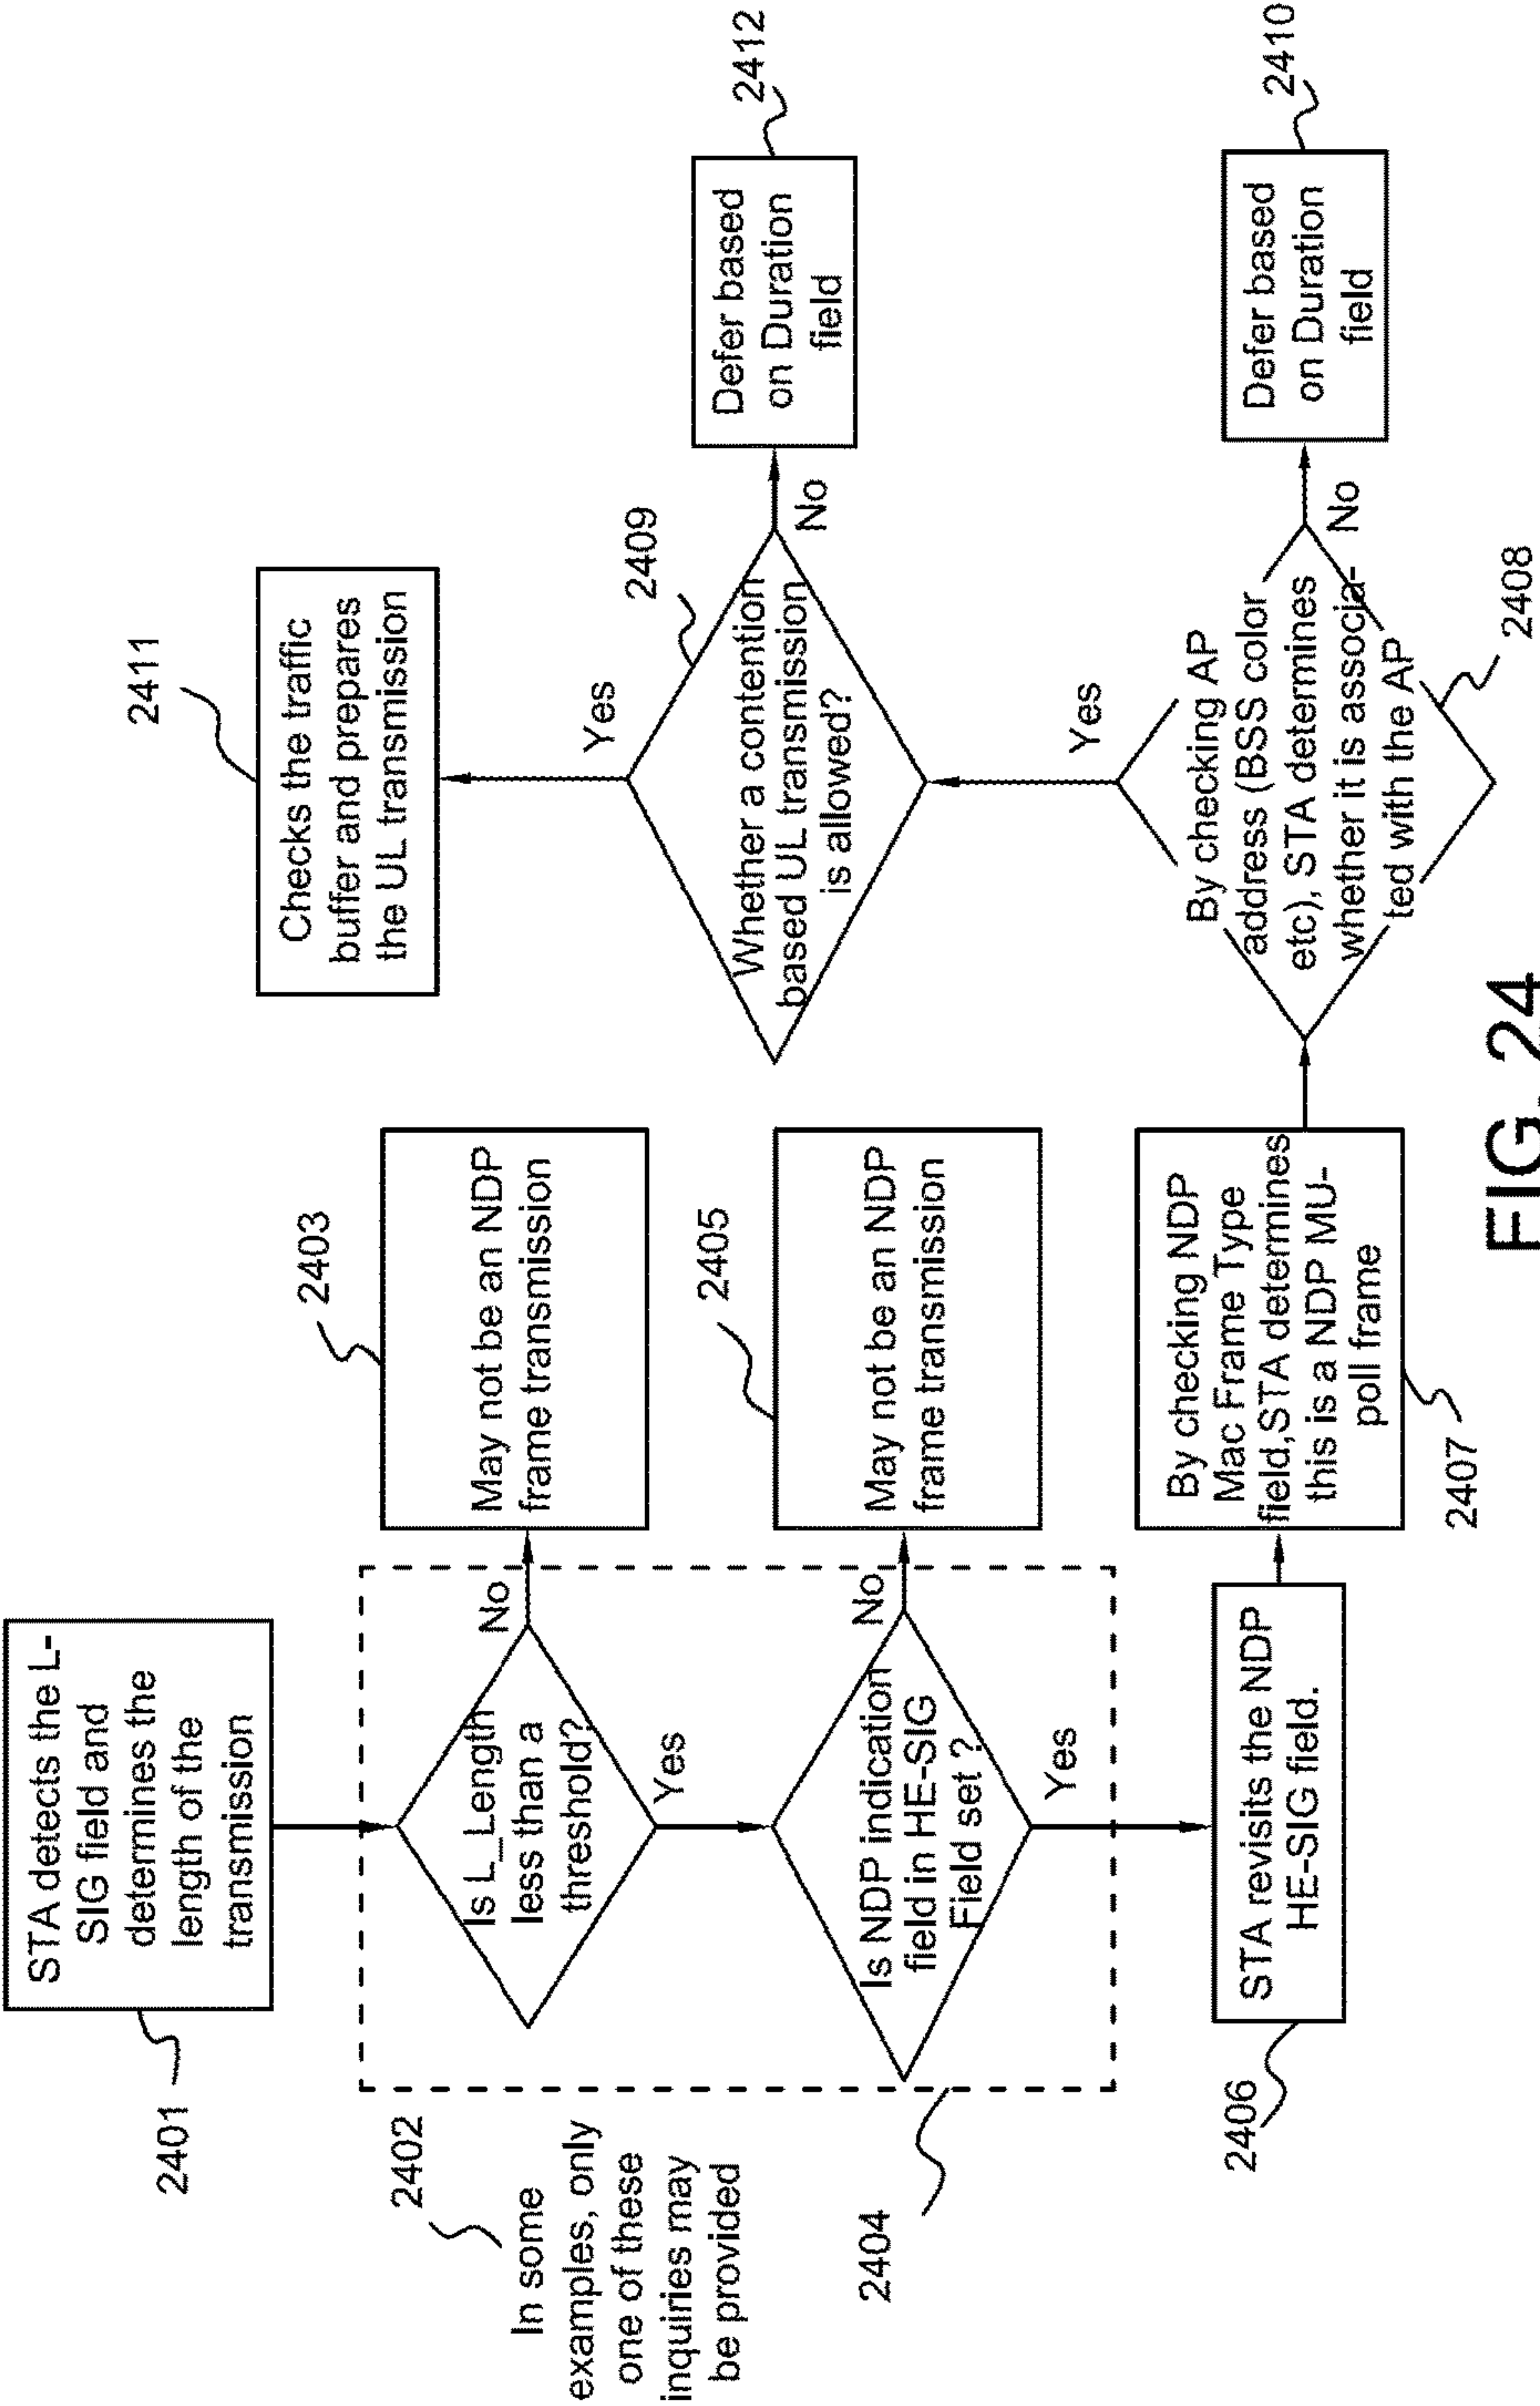 STA detects the L-
SIG field and
determines the
length of the
transmission
2401
2402
In some
examples, only
one of these
inquiries may
be provided
Is L_Length
less than a
threshold?
No
Yes
2403
May not be an NDP
frame transmission
2404
Is NDP indication
field in HE-SIG
Field set ?
No
Yes
2405
May not be an NDP
frame transmission
2406
STA revisits the NDP
HE-SIG field.
By checking NDP
Mac Frame Type
field,STA determines
this is a NDP MU-
poll frame
2407
By checking AP
address (BSS color
etc), STA determines
whether it is associa-
ted with the AP
2408
No
Yes
Defer based
on Duration
field
2410
Whether a contention
based UL transmission
is allowed?
2409
No
Yes
Defer based
on Duration
field
2412
2411
Checks the traffic
buffer and prepares
the UL transmission
FIG. 24